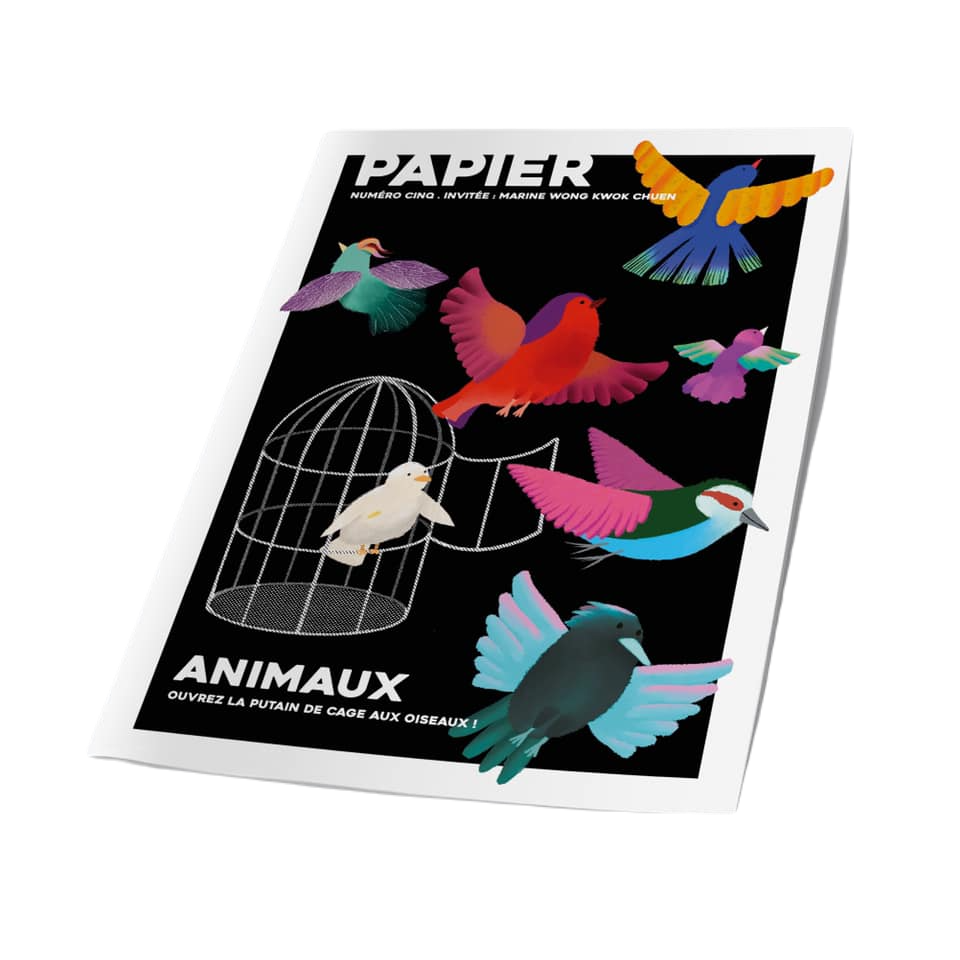 PAPIER
NUMÉRO CINQ . INVITÉE : MARINE WONG KWOK CHUEN
ANIMAUX
OUVREZ LA PUTAIN DE CAGE AUX OISEAUX !